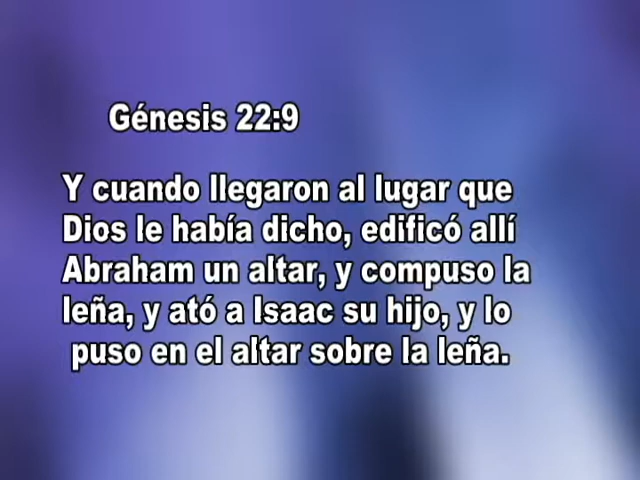 Génesis 22:9
Y cuando llegaron al lugar que
Dios le había dicho, edificó allí
Abraham un altar, y compuso la
leña, y ató a Isaac su hijo, y lo
puso en el altar sobre la leña.